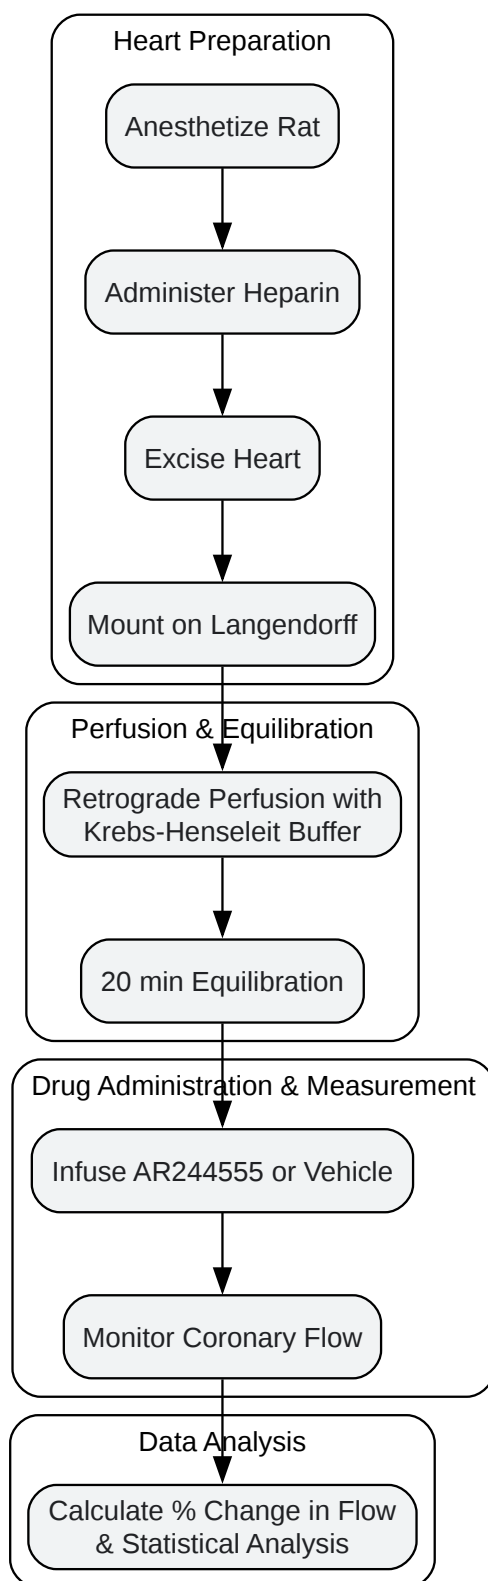 Heart Preparation
Anesthetize Rat
Administer Heparin
Excise Heart
Mount on Langendorff
Perfusion & Equilibration
Retrograde Perfusion with
Krebs-Henseleit Buffer
20 min Equilibration
Drug Administration & Measurement
Infuse AR244555 or Vehicle
Monitor Coronary Flow
Data Analysis
Calculate % Change in Flow
& Statistical Analysis